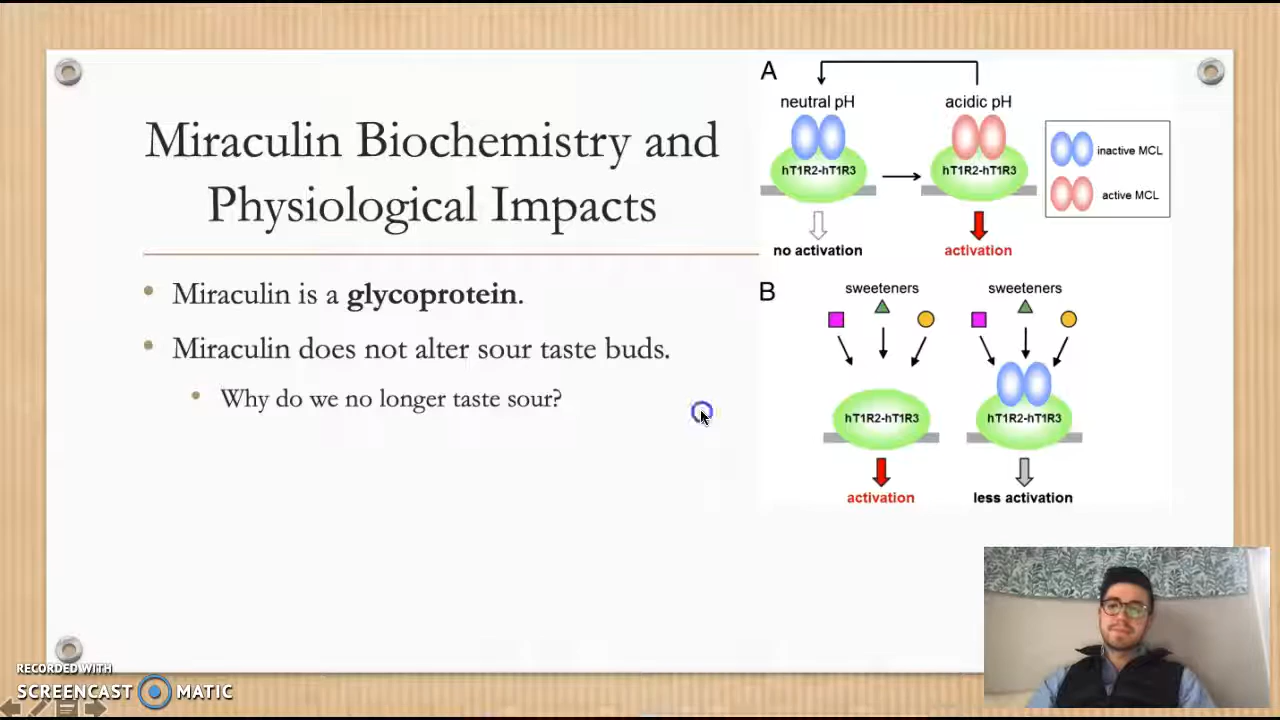 Miraculin Biochemistry and
Physiological Impacts
• Miraculin is a glycoprotein.
• Miraculin does not alter sour taste buds.
• Why do we no longer taste sour?
A
neutral pH
acidic pH
hT1R2-hT1R3
hT1R2-hT1R3
inactive MCL
active MCL
no activation
activation
B
sweeteners
sweeteners
hT1R2-hT1R3
hT1R2-hT1R3
activation
less activation
RECORDED WITH
SCREENCAST MATIC